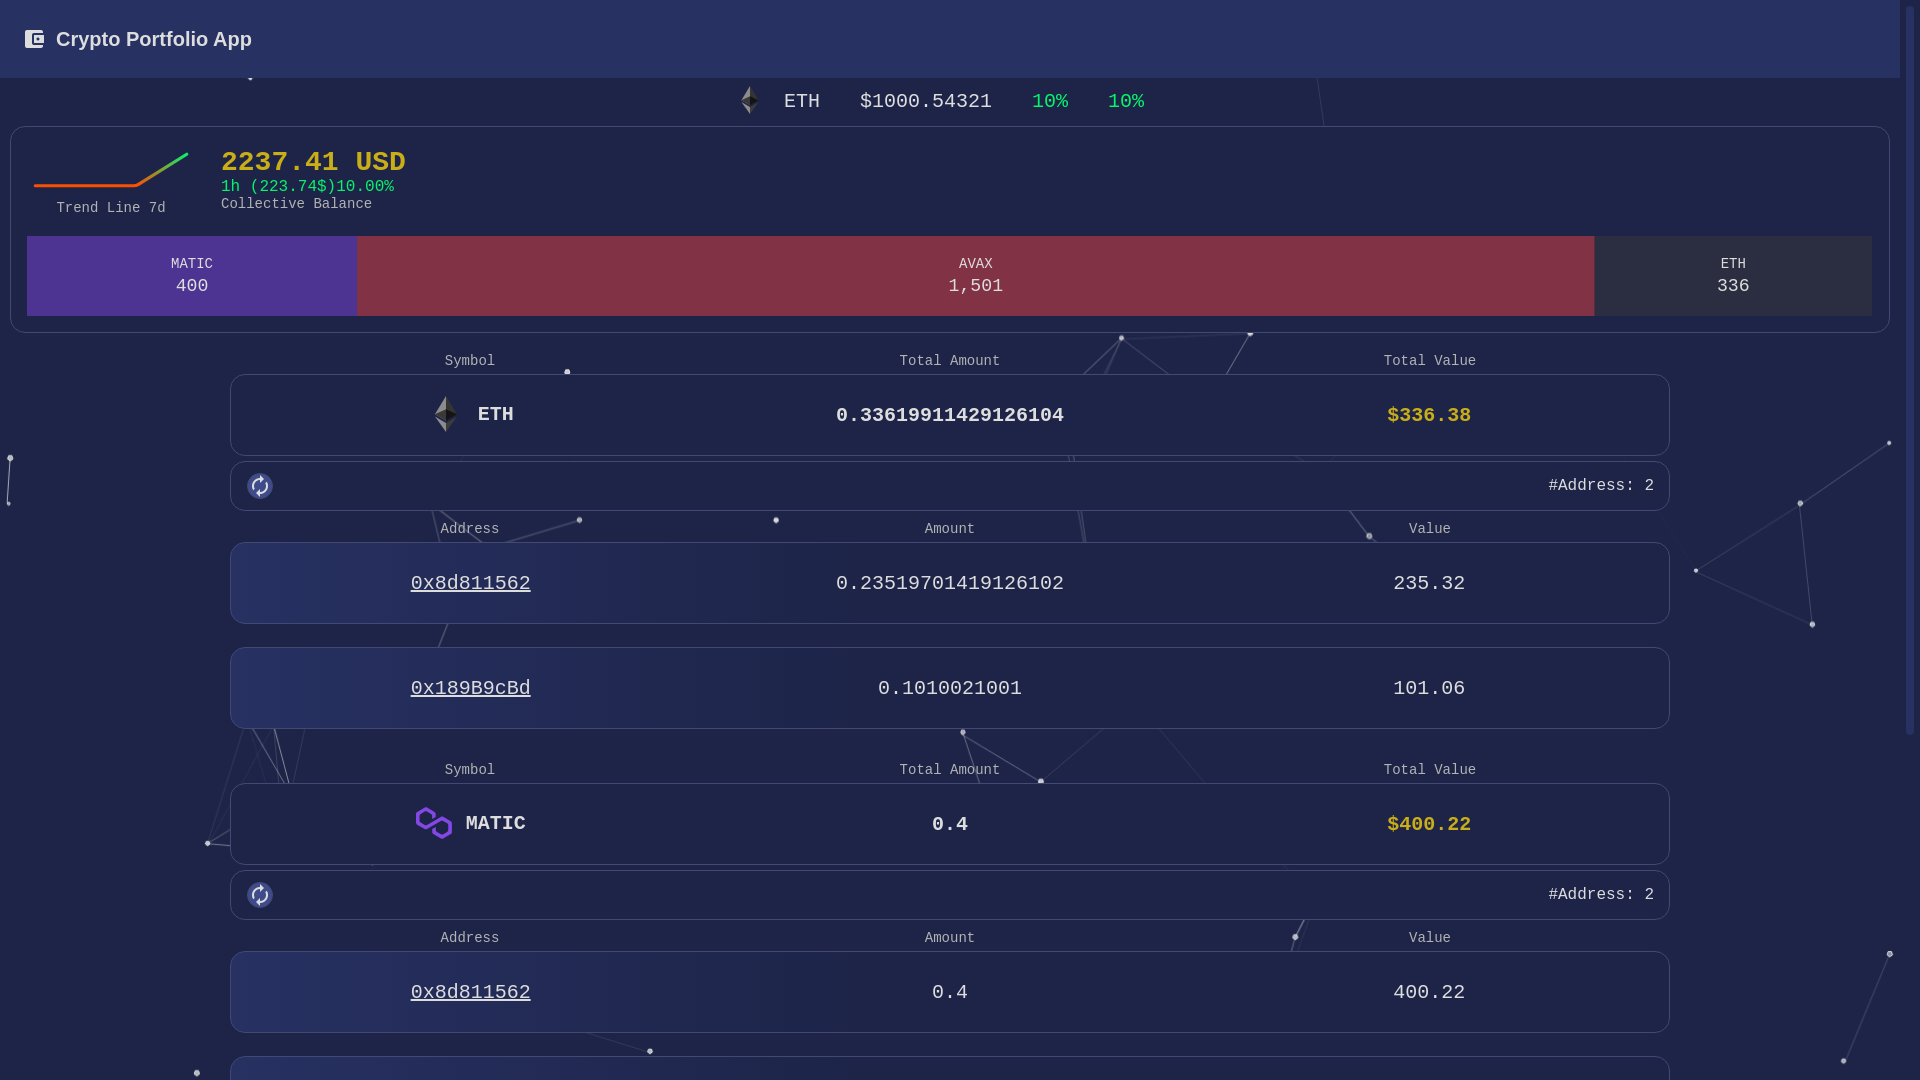 Crypto Portfolio App
ETH $1000.54321 10% 10%
2237.41 USD
1h (223.74$)10.00%
Collective Balance
Trend Line 7d
MATIC AVAX ETH
400 1,501 336
Symbol Total Amount Total Value
ETH 0.33619911429126104 $336.38
#Address: 2
Address Amount Value
0x8d811562 0.23519701419126102 235.32
0x189B9cBd 0.1010021001 101.06
Symbol Total Amount Total Value
MATIC 0.4 $400.22
#Address: 2
Address Amount Value
0x8d811562 0.4 400.22